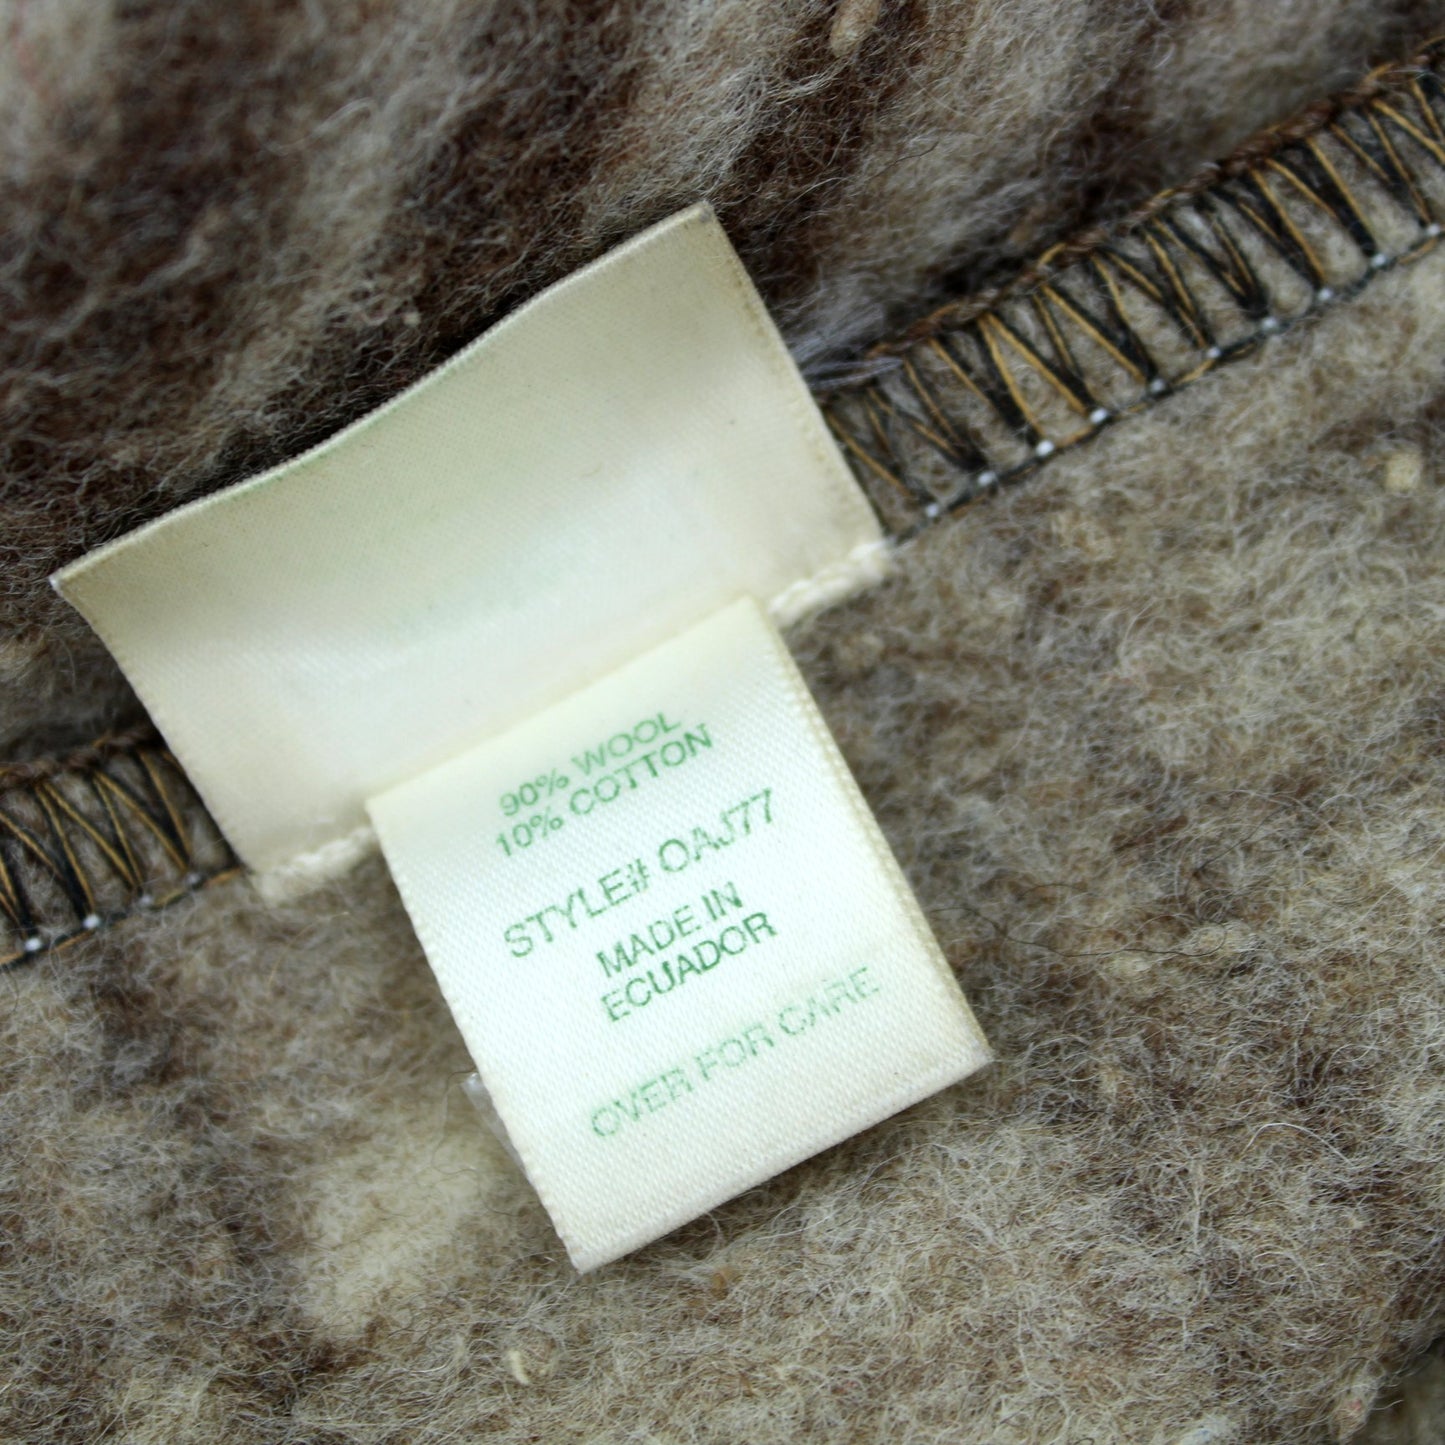 90% WOOL
10% COTTON
STYLE# OAJ77
MADE IN
ECUADOR
OVER FOR CARE